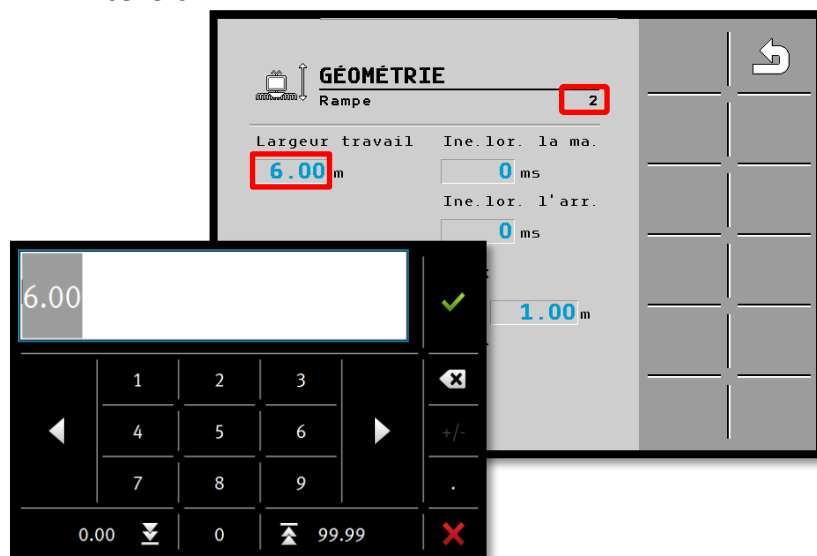 GÉOMÉTRIE
Rampe 2
Largeur travail Ine.lor. la ma.
6.00 m 0 ms
Ine.lor. l'arr.
0 ms
1.00 m
6.00
1 2 3
4 5 6 +/-
7 8 9 .
0.00 0 99.99